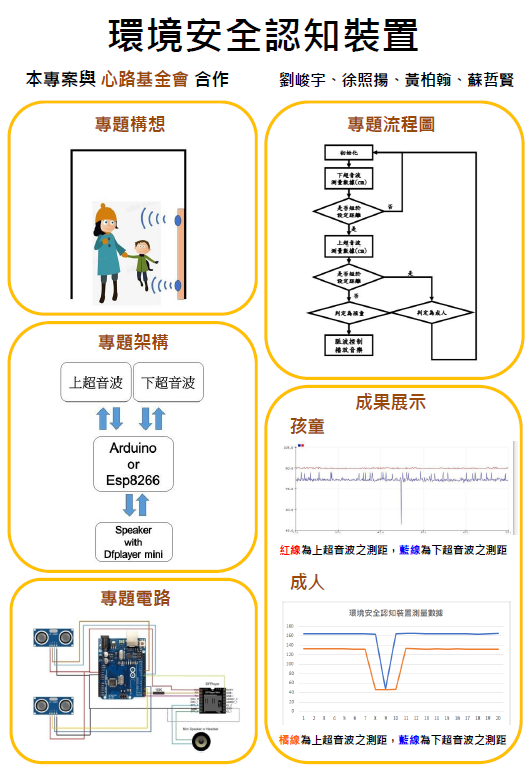 環境安全認知裝置
本專案與 心路基金會 合作
劉峻宇、徐照揚、黃柏翰、蘇哲賢
專題構想
專題流程圖
初始化
下超音波
測量數據(cm)
是否短於
設定距離
否
是
上超音波
測量數據(cm)
是否短於
設定距離
是
否
判定為孩童
判定為成人
脈波控制
播放音樂
專題架構
上超音波
下超音波
Arduino
or
Esp8266
Speaker
with
Dfplayer mini
成果展示
孩童
紅線為上超音波之測距，藍線為下超音波之測距
成人
環境安全認知裝置測量數據
180
160
140
120
100
80
60
40
20
0
1 2 3 4 5 6 7 8 9 10 11 12 13 14 15 16 17 18 19 20
橘線為上超音波之測距，藍線為下超音波之測距
專題電路
DFPlayer
Mini Speaker or Headset